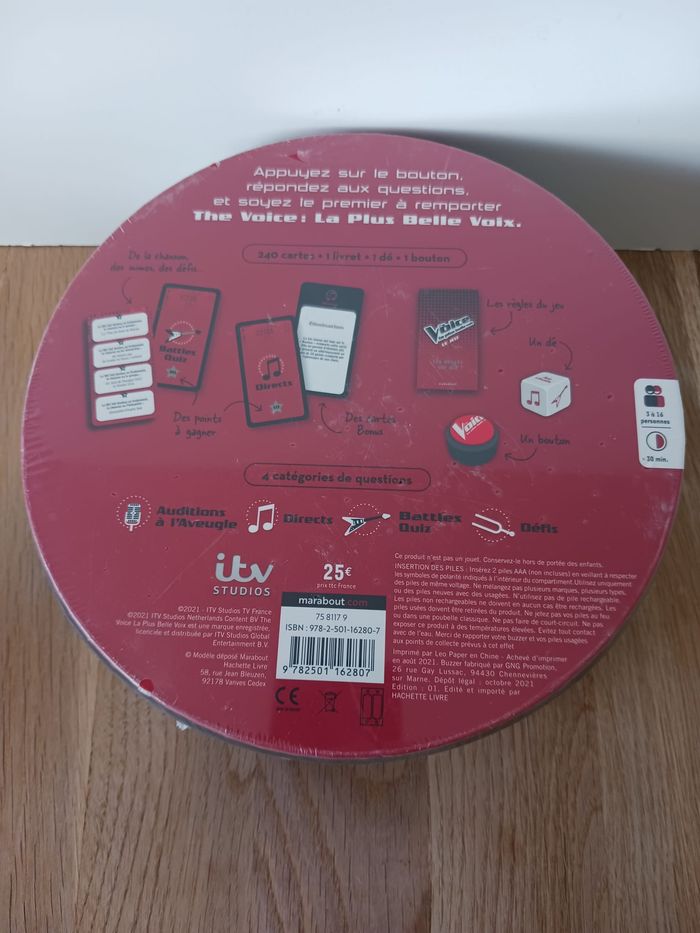 Appuyez sur le bouton,
répondez aux questions,
et soyez le premier à remporter
The Voice : La Plus Belle Voix.
240 cartes • 1 livret • 1 dé • 1 bouton
De la chanson,
des mimes, des défis...
Battles
Quiz
Directs
Élimination
The
Voice
LE JEU
Les règles du jeu
Un dé
Des points
à gagner
Des cartes
Bonus
Voice
Un bouton
3 à 16
personnes
~ 30 min.
4 catégories de questions
Auditions
à l'Aveugle
Directs
Battles
Quiz
Défis
itv
STUDIOS
25€
prix ttc France
marabout.com
75 8117 9
ISBN : 978-2-501-16280-7
9 782501 162807
CE
©2021 - ITV Studios TV France
©2021 ITV Studios Netherlands Content BV The
Voice La Plus Belle Voix est une marque enregistrée,
licenciée et distribuée par ITV Studios Global
Entertainment B.V.
© Modèle déposé Marabout
Hachette Livre
58, rue Jean Bleuzen,
92178 Vanves Cedex
Ce produit n'est pas un jouet. Conservez-le hors de portée des enfants.
INSERTION DES PILES : Insérez 2 piles AAA (non incluses) en veillant à respecter
les symboles de polarité indiqués à l'intérieur du compartiment. Utilisez uniquement
des piles de même voltage. Ne mélangez pas plusieurs marques, plusieurs types,
ou des piles neuves avec des usagées. N'utilisez pas de pile rechargeable.
Les piles non rechargeables ne doivent en aucun cas être rechargées. Les
piles usées doivent être retirées du produit. Ne jetez pas vos piles au feu
ou dans une poubelle classique. Ne pas faire de court-circuit. Ne pas
exposer ce produit à des températures élevées. Évitez tout contact
avec de l'eau. Merci de rapporter votre buzzer et vos piles usagées
aux points de collecte prévus à cet effet
Imprimé par Leo Paper en Chine - Achevé d'imprimer
en août 2021. Buzzer fabriqué par GNG Promotion,
26 rue Gay Lussac, 94430 Chennevières
sur Marne. Dépôt légal : octobre 2021
Edition : 01. Edité et importé par
HACHETTE LIVRE